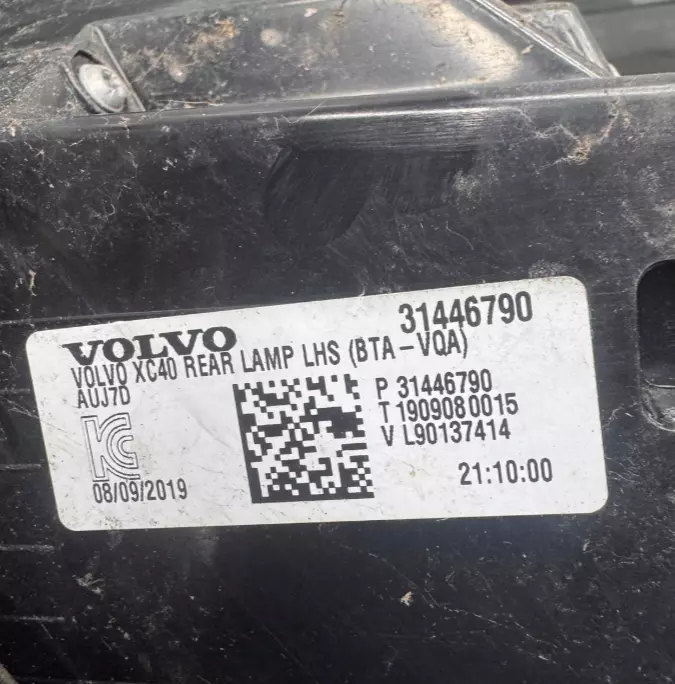 VOLVO 31446790
VOLVO XC40 REAR LAMP LHS (BTA-VQA)
AUJ7D
P 31446790
T 1909080015
V L90137414
KC
08/09/2019
21:10:00